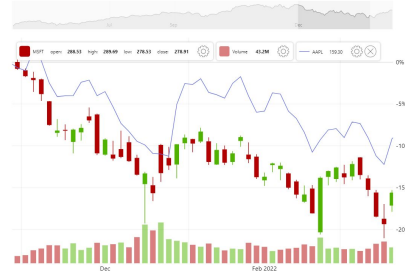 MSFT open: 288.53 high: 289.69 low: 278.53 close: 278.91
Volume 43.2M
AAPL 159.00
0%
-5
-10
-15
-20
Dec
Feb 2022